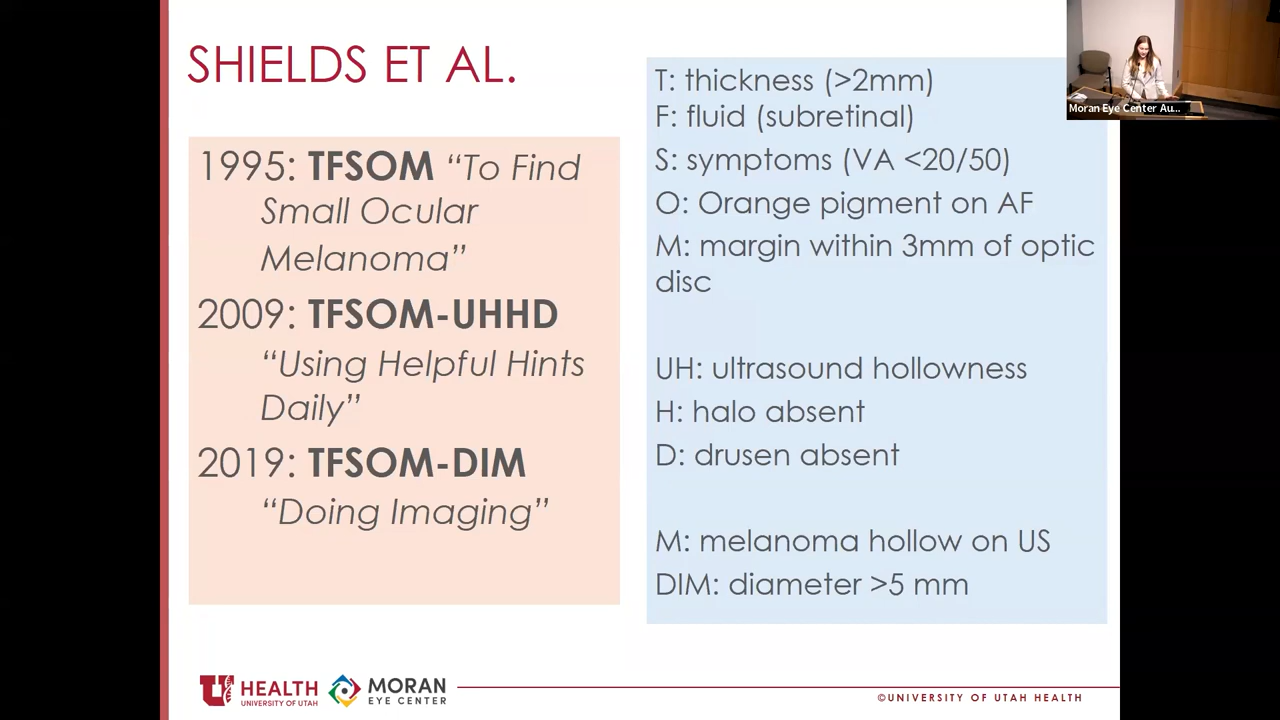 SHIELDS ET AL.
1995: TFSOM “To Find
Small Ocular
Melanoma”
2009: TFSOM-UHHD
“Using Helpful Hints
Daily”
2019: TFSOM-DIM
“Doing Imaging”
T: thickness (>2mm)
F: fluid (subretinal)
S: symptoms (VA <20/50)
O: Orange pigment on AF
M: margin within 3mm of optic
disc
UH: ultrasound hollowness
H: halo absent
D: drusen absent
M: melanoma hollow on US
DIM: diameter >5 mm
Moran Eye Center Au...
U HEALTH
UNIVERSITY OF UTAH
MORAN
EYE CENTER
©UNIVERSITY OF UTAH HEALTH